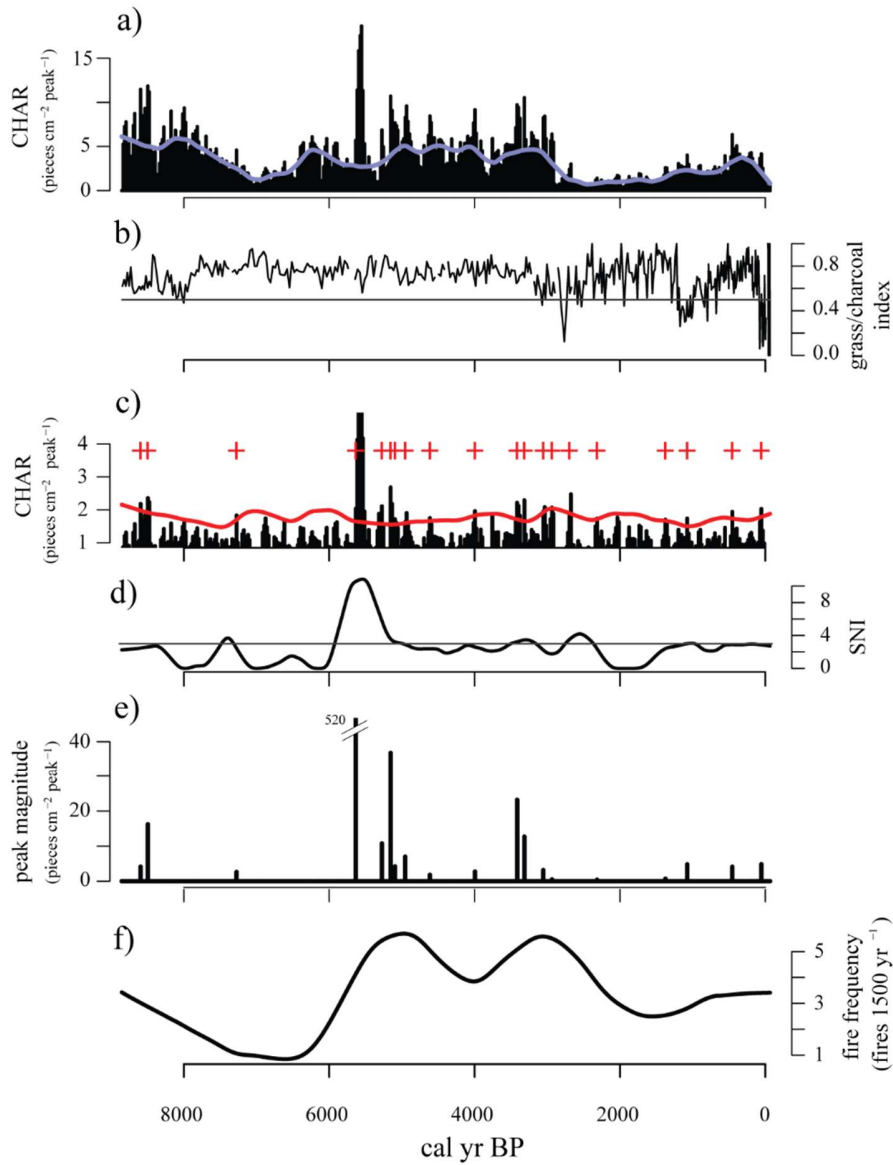 a)
15
5
0
CHAR
(pieces cm⁻² peak⁻¹)
b)
0.8
0.4
0.0
grass/charcoal
index
c)
4
3
2
1
CHAR
(pieces cm⁻² peak⁻¹)
d)
8
4
0
SNI
e)
520
40
20
0
peak magnitude
(pieces cm⁻² peak⁻¹)
f)
5
3
1
fire frequency
(fires 1500 yr⁻¹)
8000 6000 4000 2000 0
cal yr BP